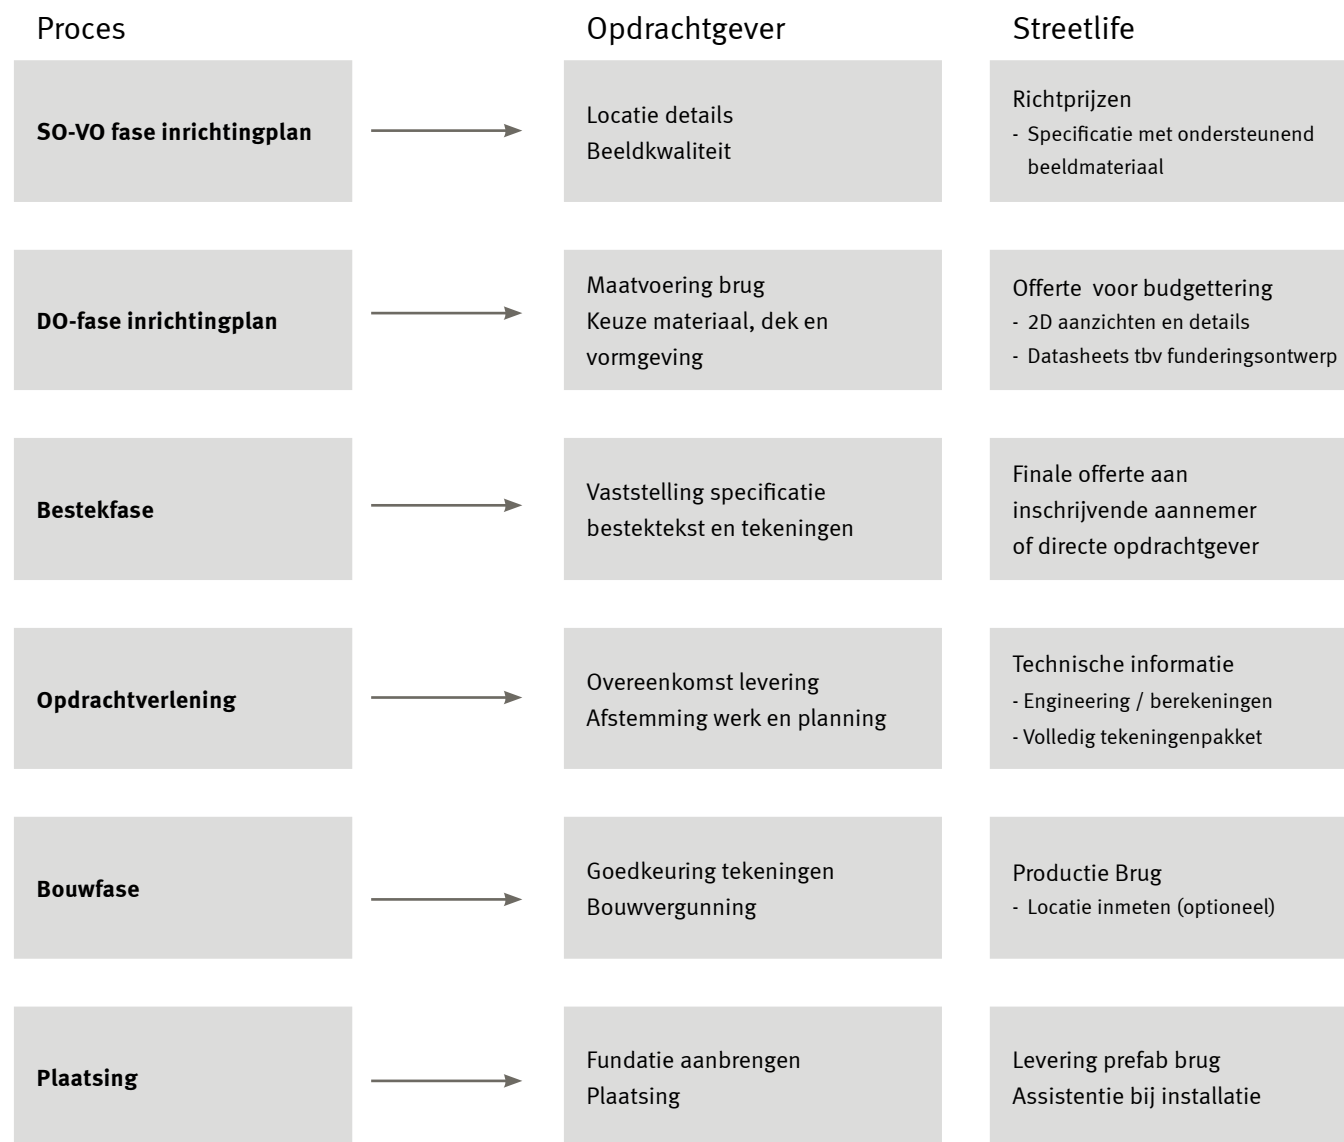 Proces
Opdrachtgever
Streetlife
SO-VO fase inrichtingplan
Locatie details
Beeldkwaliteit
Richtprijzen
- Specificatie met ondersteunend
beeldmateriaal
DO-fase inrichtingplan
Maatvoering brug
Keuze materiaal, dek en
vormgeving
Offerte voor budgettering
- 2D aanzichten en details
- Datasheets tbv funderingsontwerp
Bestekfase
Vaststelling specificatie
bestektekst en tekeningen
Finale offerte aan
inschrijvende aannemer
of directe opdrachtgever
Opdrachtverlening
Overeenkomst levering
Afstemming werk en planning
Technische informatie
- Engineering / berekeningen
- Volledig tekeningenpakket
Bouwfase
Goedkeuring tekeningen
Bouwvergunning
Productie Brug
- Locatie inmeten (optioneel)
Plaatsing
Fundatie aanbrengen
Plaatsing
Levering prefab brug
Assistentie bij installatie